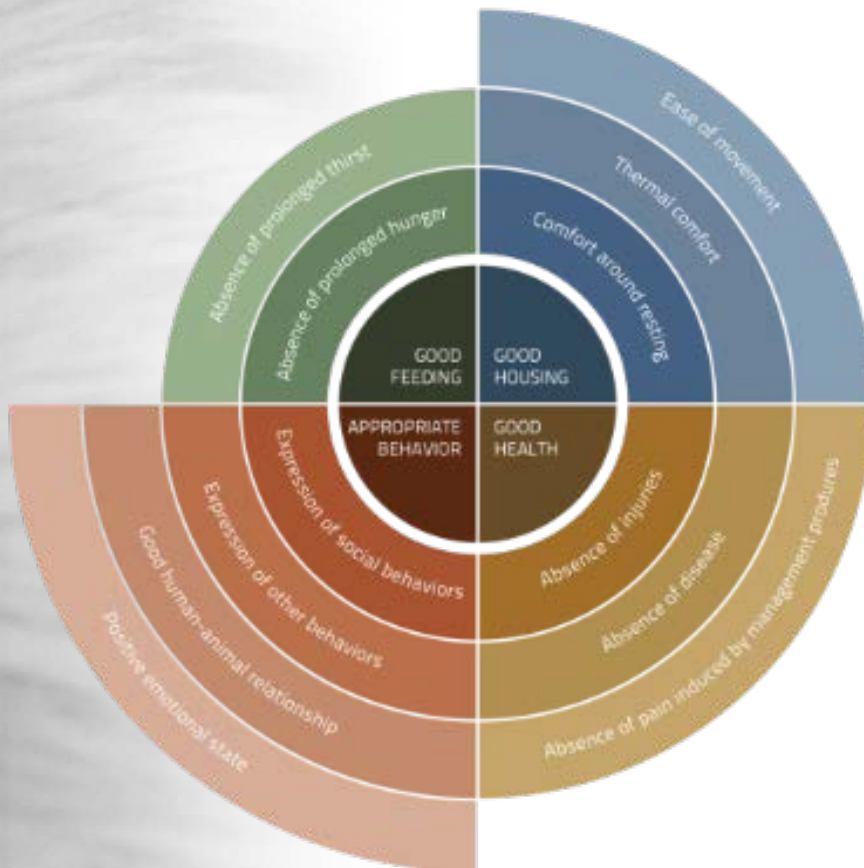 Ease of movement
Thermal comfort
Comfort around resting
Absence of prolonged thirst
Absence of prolonged hunger
GOOD
FEEDING
GOOD
HOUSING
APPROPRIATE
BEHAVIOR
GOOD
HEALTH
Expression of social behaviors
Expression of other behaviors
Good human-animal relationship
Positive emotional state
Absence of injuries
Absence of disease
Absence of pain induced by management produres